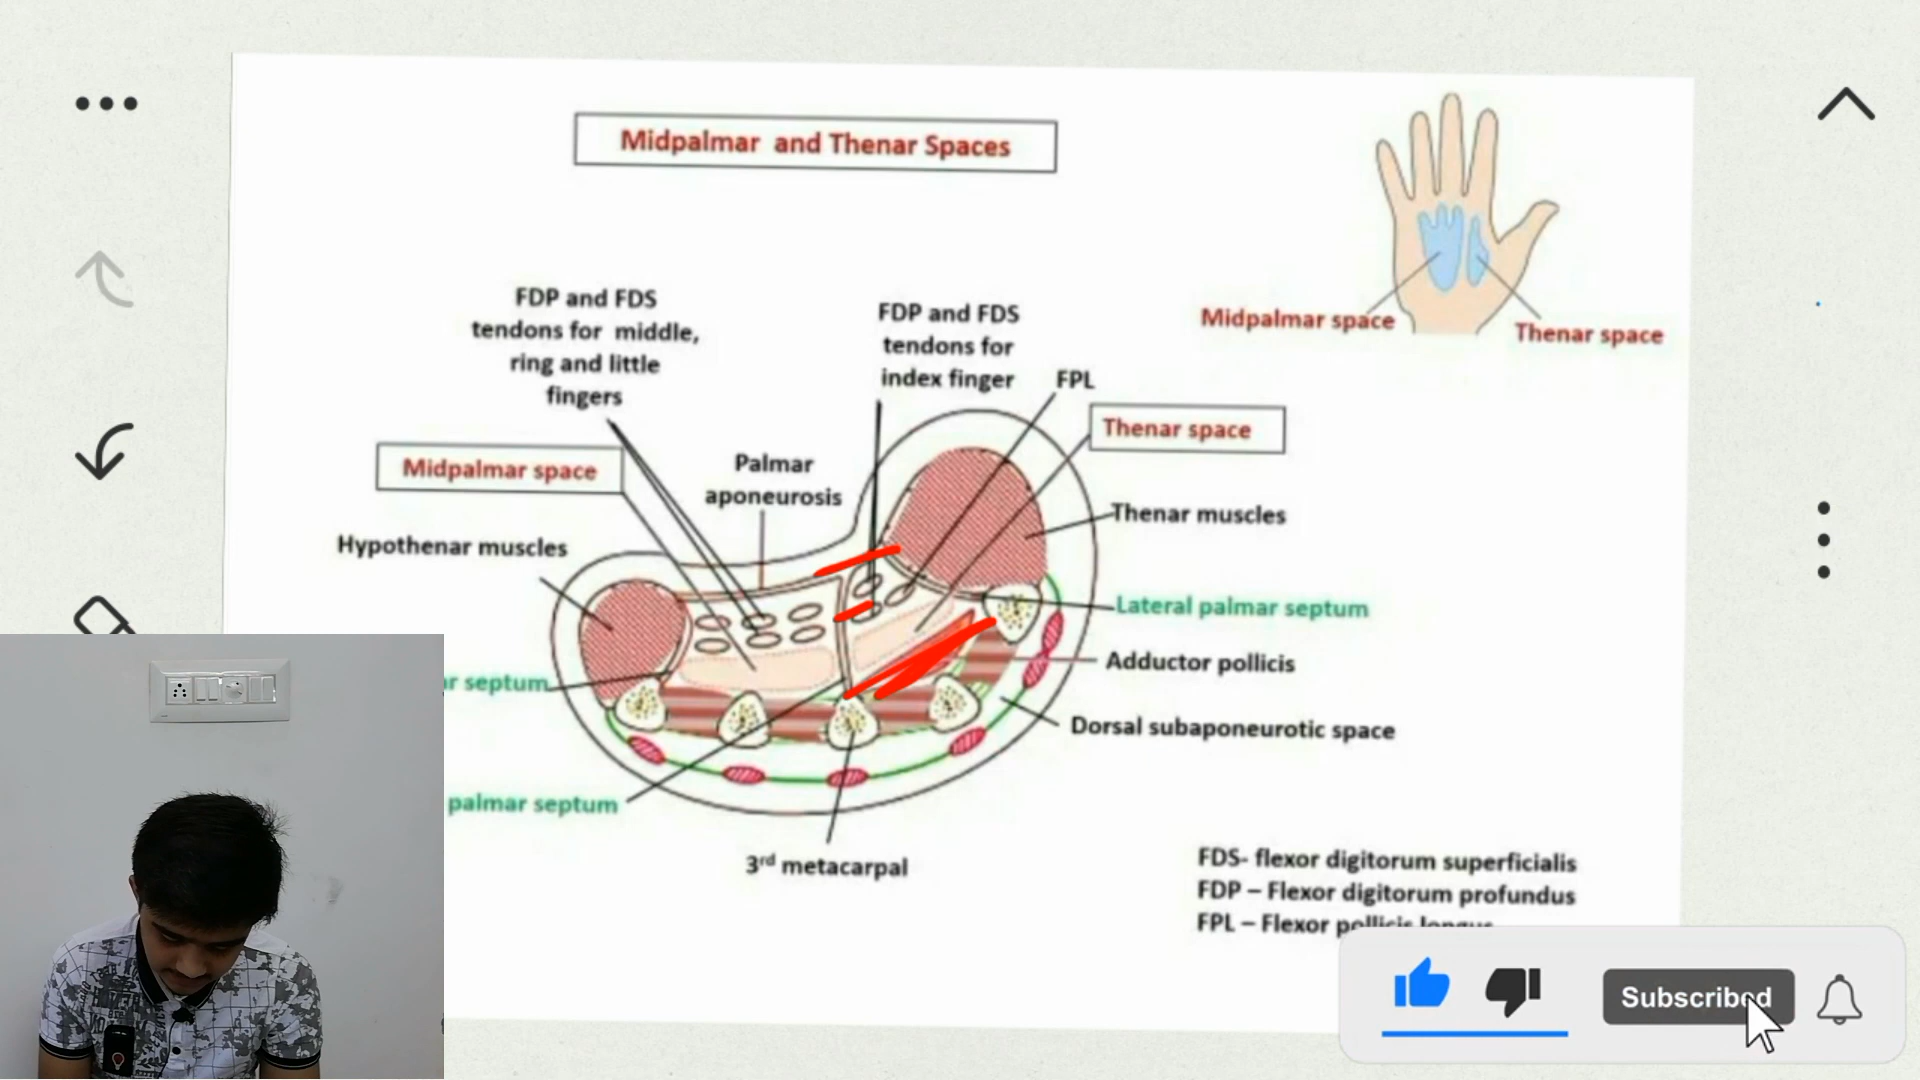 Midpalmar and Thenar Spaces
FDP and FDS
tendons for middle,
ring and little
fingers
FDP and FDS
tendons for
index finger
FPL
Midpalmar space
Thenar space
Thenar space
Midpalmar space
Palmar
aponeurosis
Hypothenar muscles
Thenar muscles
Lateral palmar septum
Adductor pollicis
septum
Dorsal subaponeurotic space
palmar septum
3rd metacarpal
FDS- flexor digitorum superficialis
FDP – Flexor digitorum profundus
FPL – Flexor pollicis longus
Subscribed